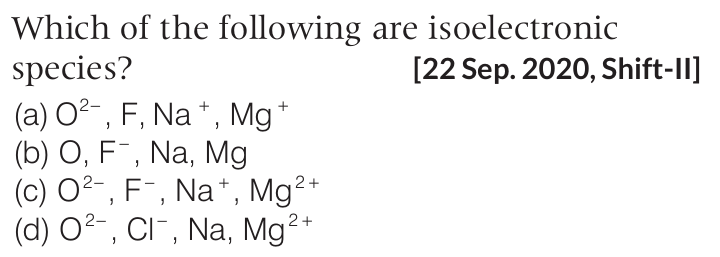 Which of the following are isoelectronic
species? [22 Sep. 2020, Shift-II]
(a) O²⁻, F, Na⁺, Mg⁺
(b) O, F⁻, Na, Mg
(c) O²⁻, F⁻, Na⁺, Mg²⁺
(d) O²⁻, Cl⁻, Na, Mg²⁺